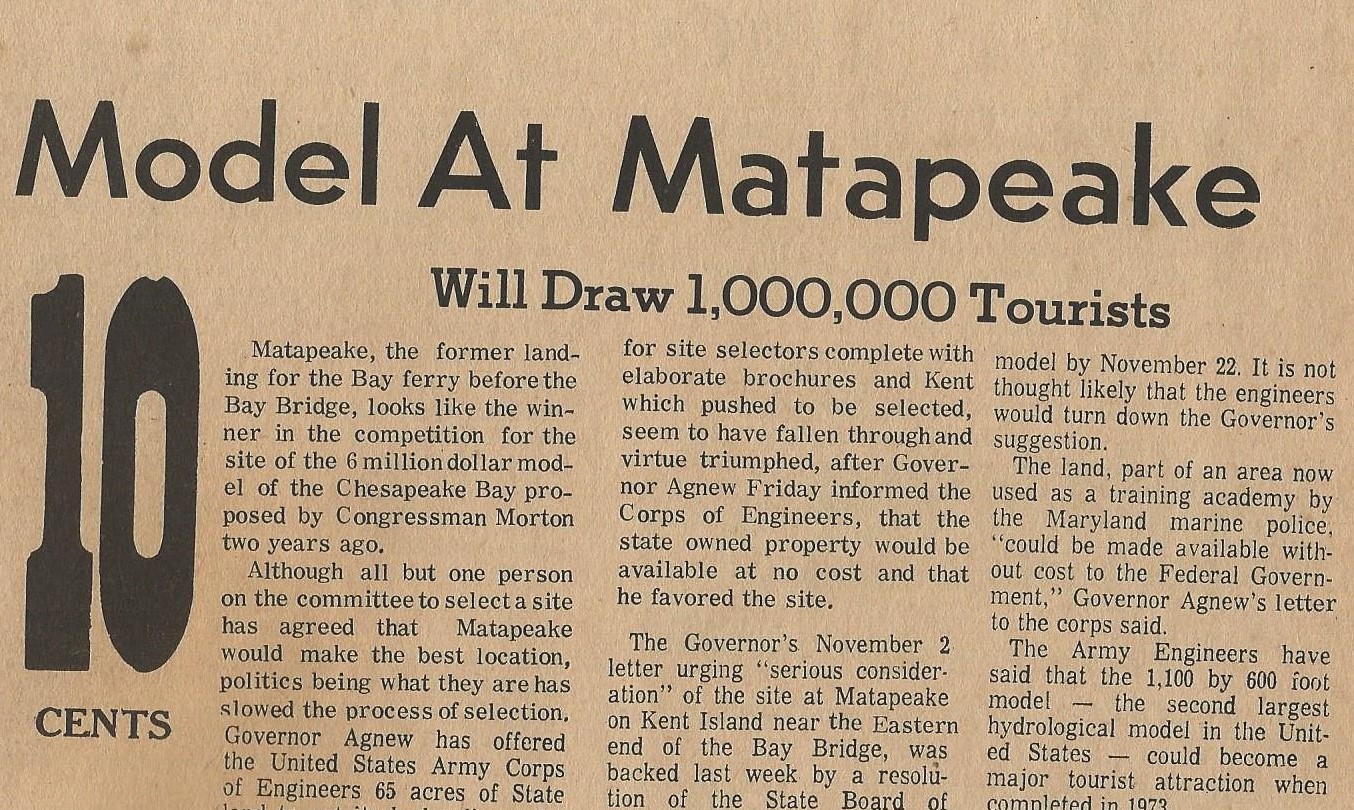 Model At Matapeake
Will Draw 1,000,000 Tourists
10
CENTS
Matapeake, the former land-
ing for the Bay ferry before the
Bay Bridge, looks like the win-
ner in the competition for the
site of the 6 million dollar mod-
el of the Chesapeake Bay pro-
posed by Congressman Morton
two years ago.
Although all but one person
on the committee to select a site
has agreed that Matapeake
would make the best location,
politics being what they are has
slowed the process of selection.
Governor Agnew has offered
the United States Army Corps
of Engineers 65 acres of State
for site selectors complete with
elaborate brochures and Kent
which pushed to be selected,
seem to have fallen through and
virtue triumphed, after Gover-
nor Agnew Friday informed the
Corps of Engineers, that the
state owned property would be
available at no cost and that
he favored the site.
The Governor's November 2
letter urging "serious consider-
ation" of the site at Matapeake
on Kent Island near the Eastern
end of the Bay Bridge, was
backed last week by a resolu-
tion of the State Board of
model by November 22. It is not
thought likely that the engineers
would turn down the Governor's
suggestion.
The land, part of an area now
used as a training academy by
the Maryland marine police,
"could be made available with-
out cost to the Federal Govern-
ment," Governor Agnew's letter
to the corps said.
The Army Engineers have
said that the 1,100 by 600 foot
model — the second largest
hydrological model in the Unit-
ed States — could become a
major tourist attraction when
completed in 1973